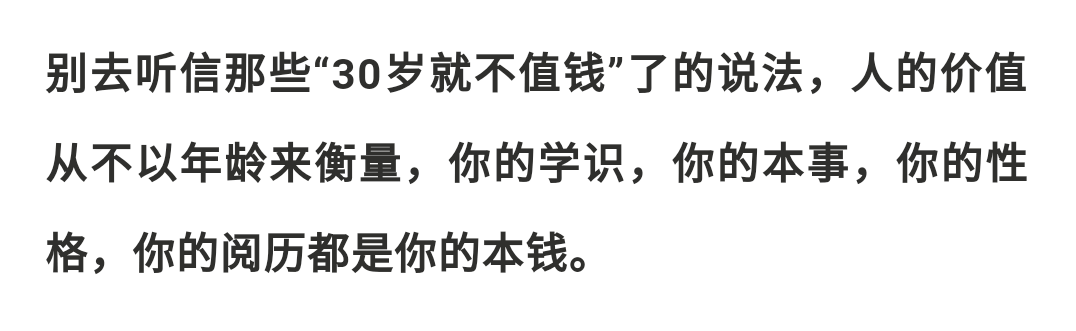 别去听信那些“30岁就不值钱”了的说法，人的价值
从不以年龄来衡量，你的学识，你的本事，你的性
格，你的阅历都是你的本钱。